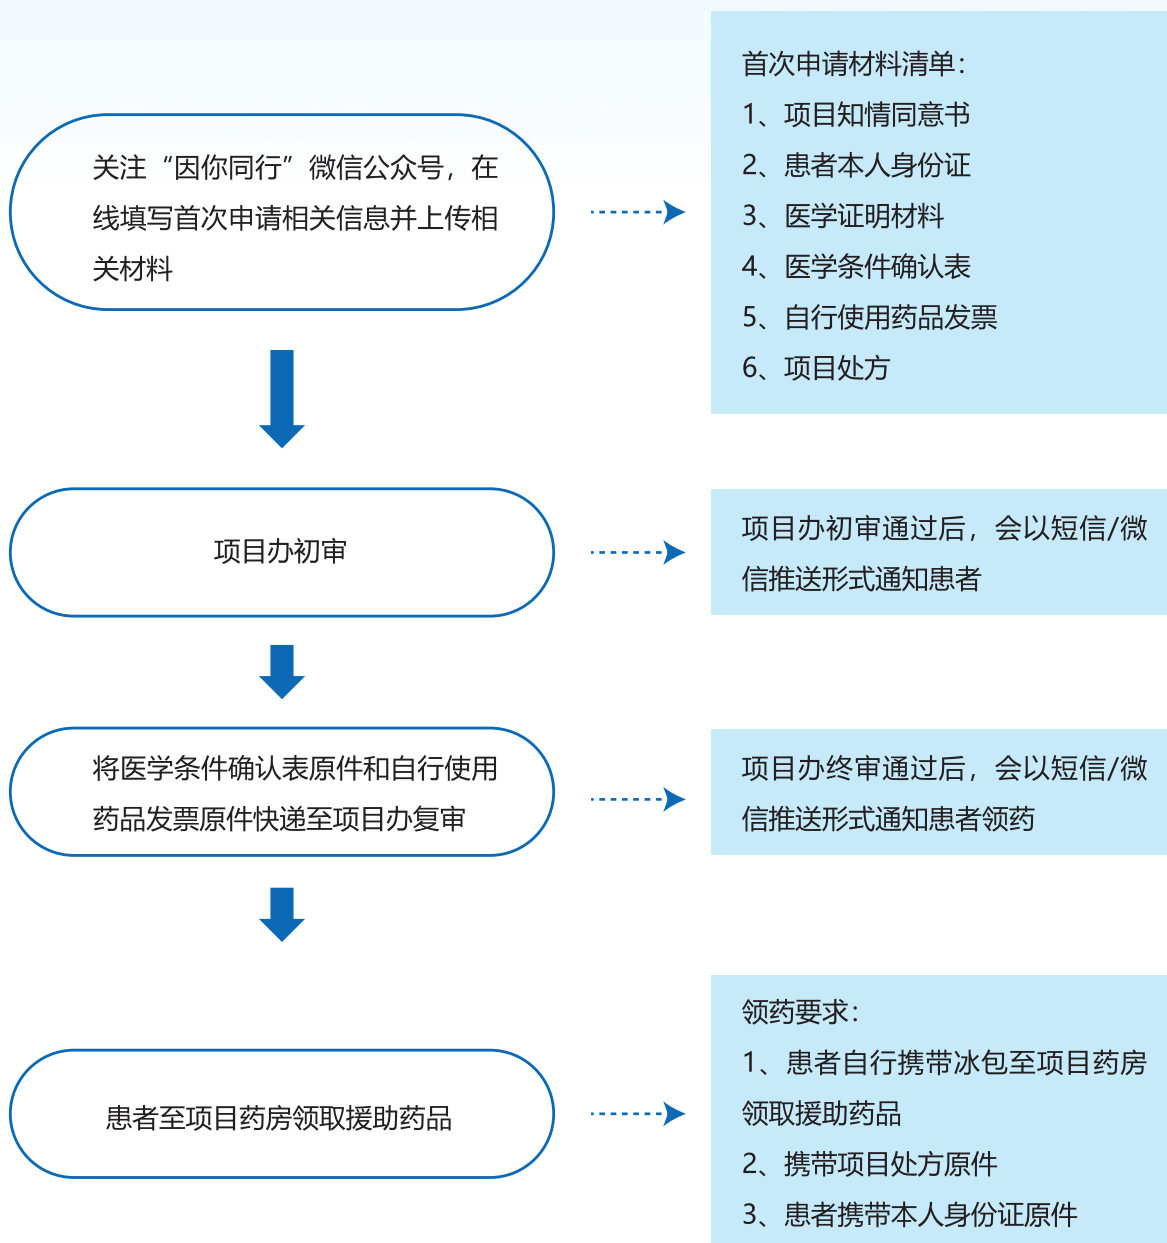 关注“因你同行”微信公众号，在
线填写首次申请相关信息并上传相
关材料
首次申请材料清单：
1、项目知情同意书
2、患者本人身份证
3、医学证明材料
4、医学条件确认表
5、自行使用药品发票
6、项目处方
项目办初审
项目办初审通过后，会以短信/微
信推送形式通知患者
将医学条件确认表原件和自行使用
药品发票原件快递至项目办复审
项目办终审通过后，会以短信/微
信推送形式通知患者领药
患者至项目药房领取援助药品
领药要求：
1、患者自行携带冰包至项目药房
领取援助药品
2、携带项目处方原件
3、患者携带本人身份证原件